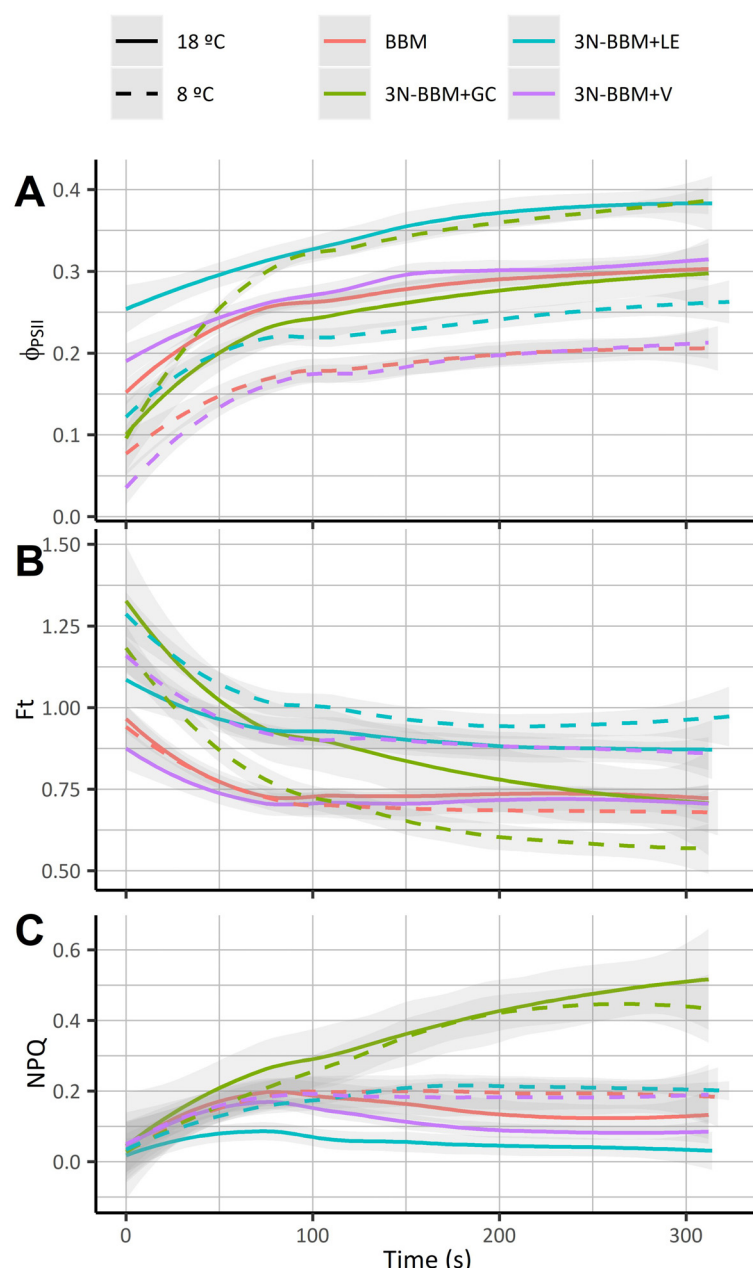 18 ºC BBM 3N-BBM+LE
8 ºC 3N-BBM+GC 3N-BBM+V
A
0.4
0.3
0.2
0.1
0.0
ϕPSII
B
1.50
1.25
1.00
0.75
0.50
Ft
C
0.6
0.4
0.2
0.0
NPQ
0 100 200 300
Time (s)